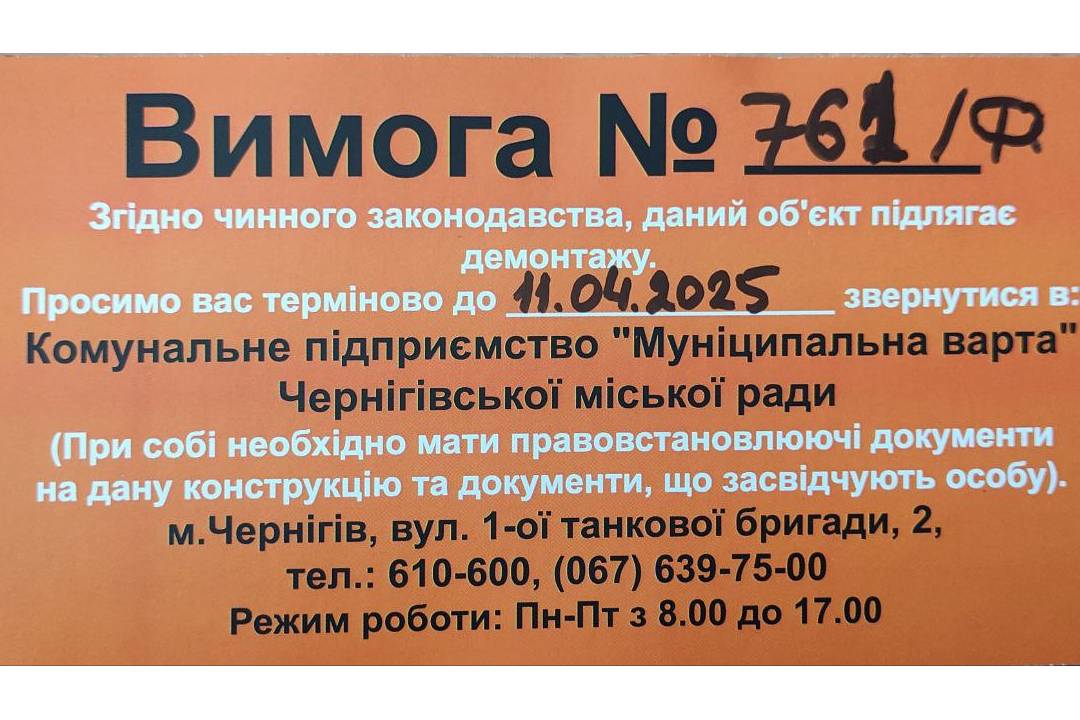 Вимога № 761/Ф
Згідно чинного законодавства, даний об'єкт підлягає
демонтажу.
Просимо вас терміново до 11.04.2025 звернутися в:
Комунальне підприємство "Муніципальна варта"
Чернігівської міської ради
(При собі необхідно мати правовстановлюючі документи
на дану конструкцію та документи, що засвідчують особу).
м.Чернігів, вул. 1-ої танкової бригади, 2,
тел.: 610-600, (067) 639-75-00
Режим роботи: Пн-Пт з 8.00 до 17.00